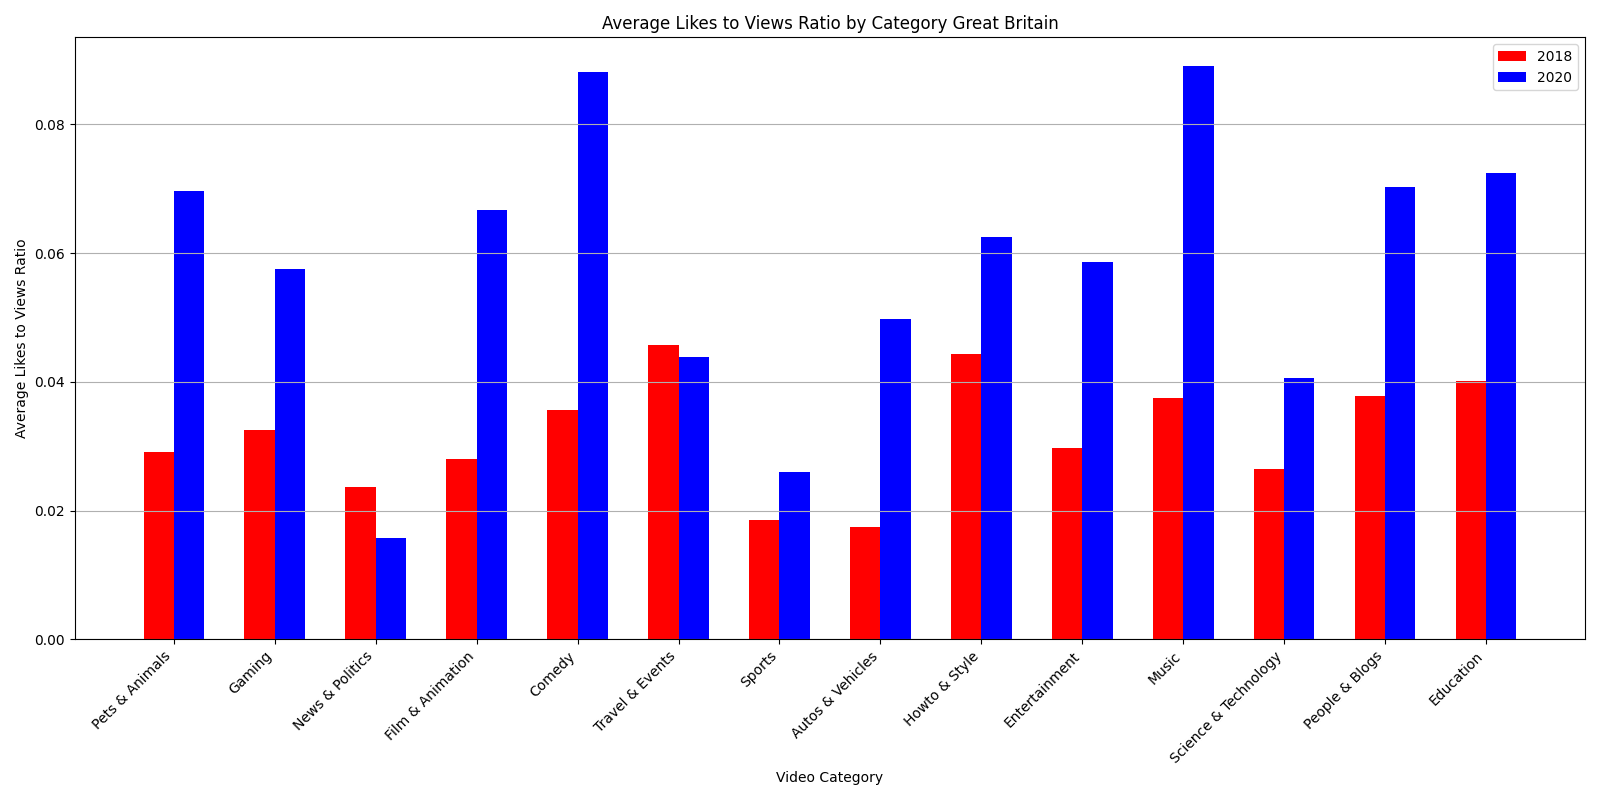 Average Likes to Views Ratio by Category Great Britain
2018
2020
Average Likes to Views Ratio
0.08
0.06
0.04
0.02
0.00
Pets & Animals
Gaming
News & Politics
Film & Animation
Comedy
Travel & Events
Sports
Autos & Vehicles
Howto & Style
Entertainment
Music
Science & Technology
People & Blogs
Education
Video Category